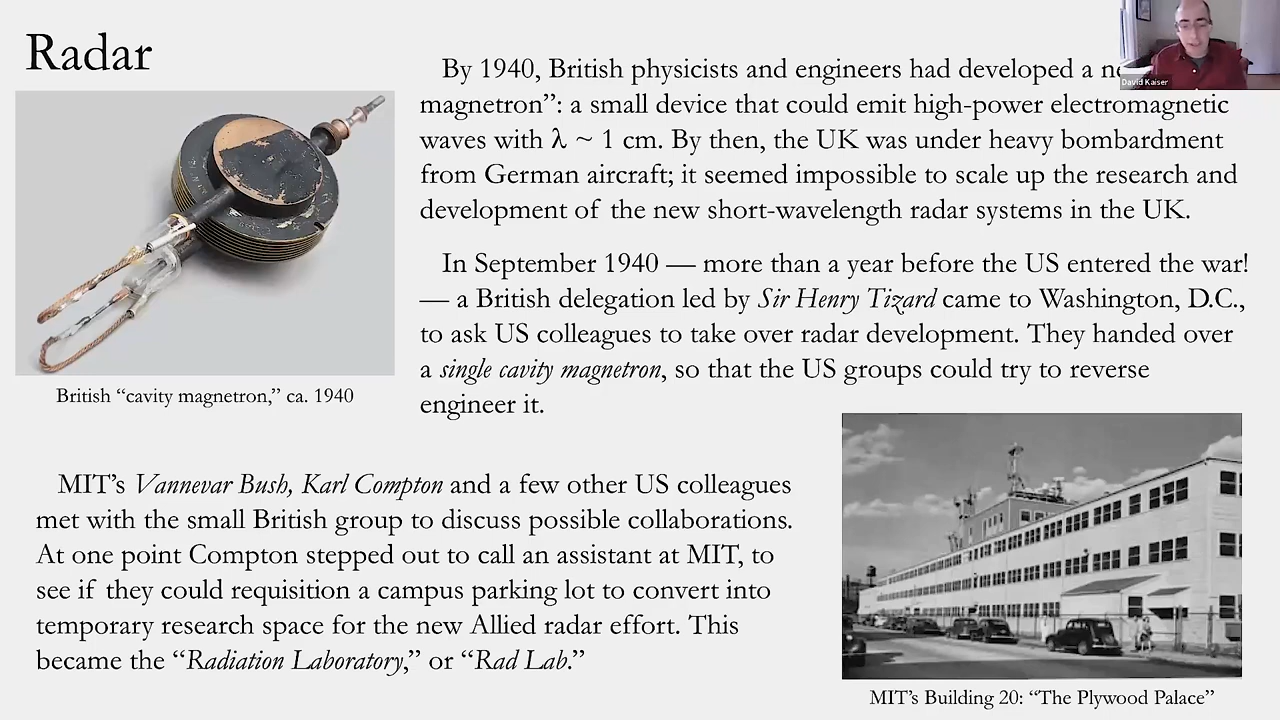 Radar
By 1940, British physicists and engineers had developed a
magnetron”: a small device that could emit high-power electromagnetic
waves with λ ~ 1 cm. By then, the UK was under heavy bombardment
from German aircraft; it seemed impossible to scale up the research and
development of the new short-wavelength radar systems in the UK.
In September 1940 — more than a year before the US entered the war!
— a British delegation led by Sir Henry Tizard came to Washington, D.C.,
to ask US colleagues to take over radar development. They handed over
a single cavity magnetron, so that the US groups could try to reverse
engineer it.
British “cavity magnetron,” ca. 1940
MIT’s Vannevar Bush, Karl Compton and a few other US colleagues
met with the small British group to discuss possible collaborations.
At one point Compton stepped out to call an assistant at MIT, to
see if they could requisition a campus parking lot to convert into
temporary research space for the new Allied radar effort. This
became the “Radiation Laboratory,” or “Rad Lab.”
MIT’s Building 20: “The Plywood Palace”
David Kaiser